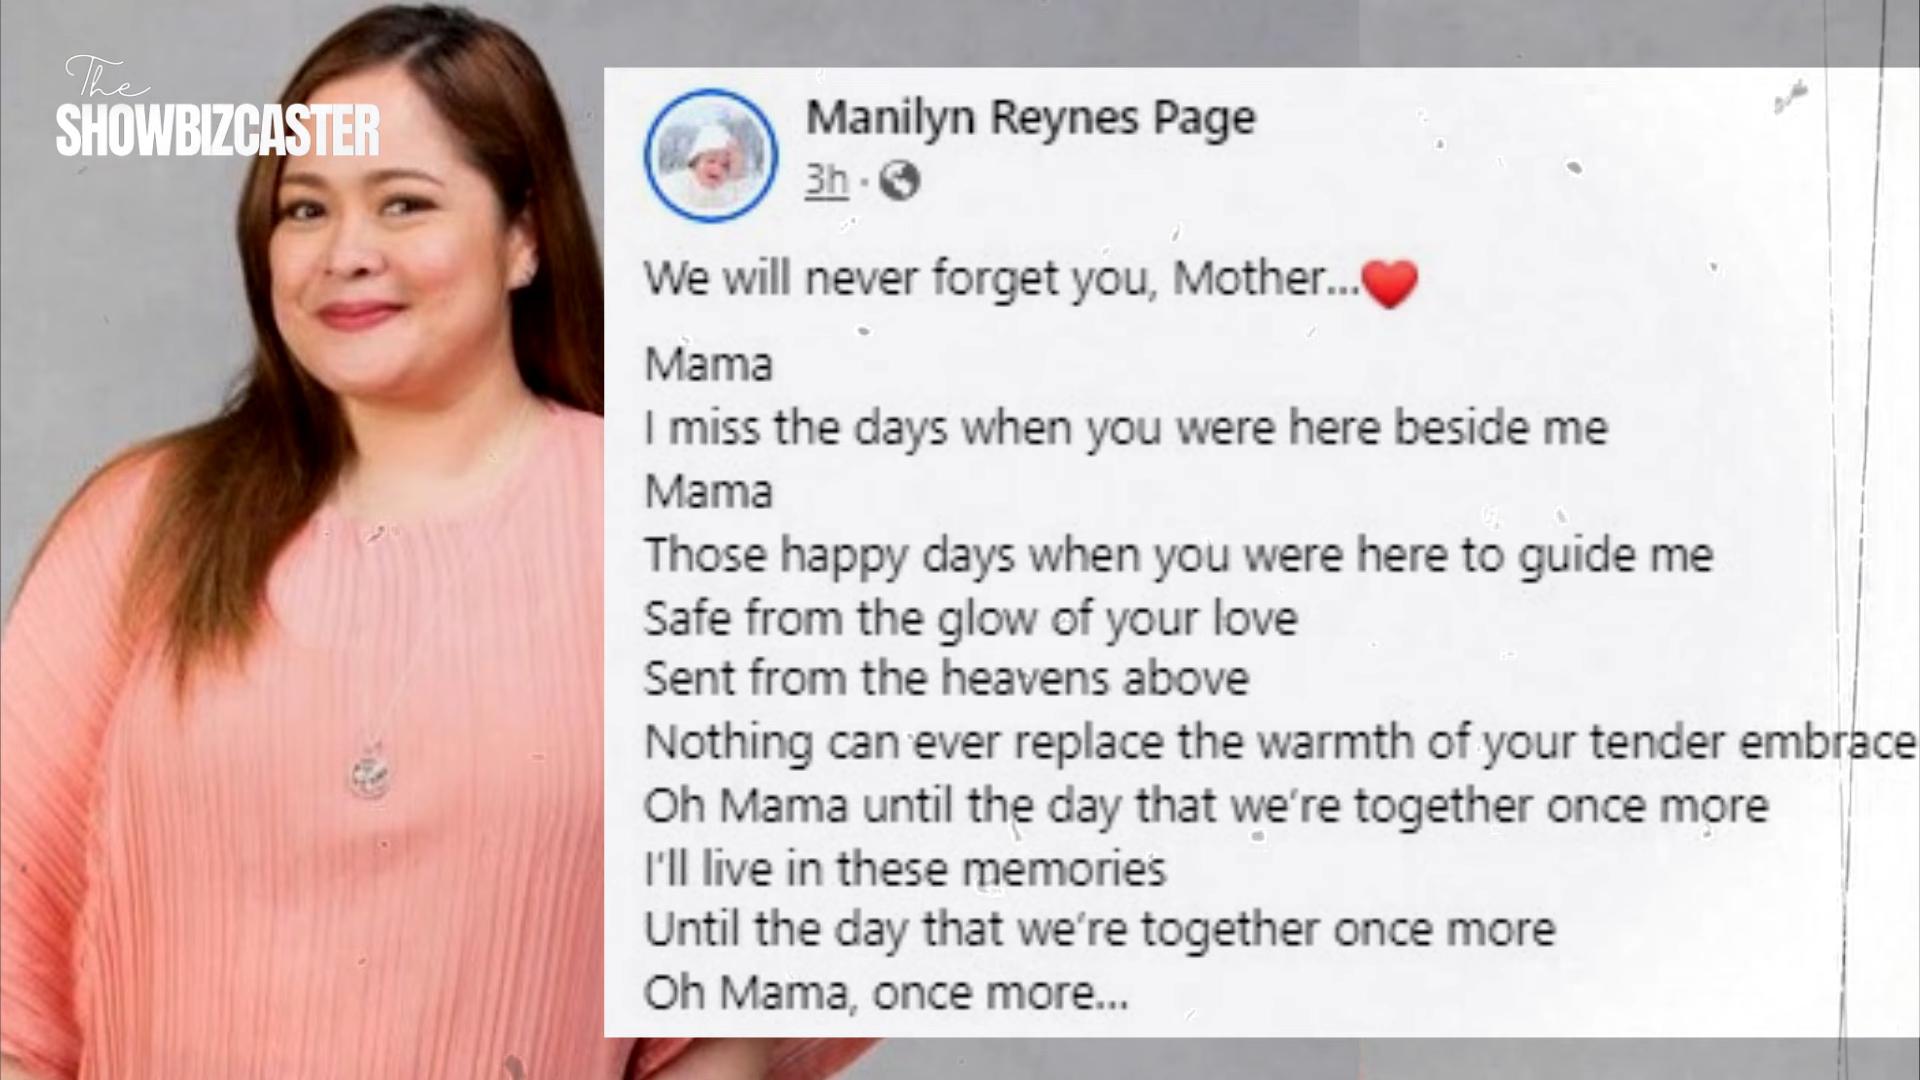 The
SHOWBIZCASTER
Manilyn Reynes Page
3h ·
We will never forget you, Mother...❤️
Mama
I miss the days when you were here beside me
Mama
Those happy days when you were here to guide me
Safe from the glow of your love
Sent from the heavens above
Nothing can ever replace the warmth of your tender embrace
Oh Mama until the day that we're together once more
I'll live in these memories
Until the day that we're together once more
Oh Mama, once more...